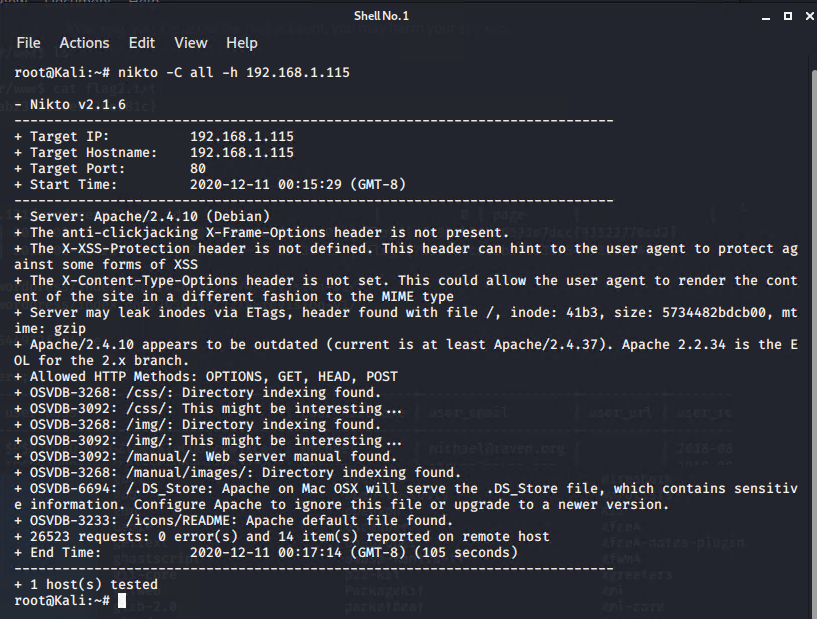 Shell No. 1
File Actions Edit View Help
root@Kali:~# nikto -C all -h 192.168.1.115
- Nikto v2.1.6
---------------------------------------------------------------------------
+ Target IP: 192.168.1.115
+ Target Hostname: 192.168.1.115
+ Target Port: 80
+ Start Time: 2020-12-11 00:15:29 (GMT-8)
---------------------------------------------------------------------------
+ Server: Apache/2.4.10 (Debian)
+ The anti-clickjacking X-Frame-Options header is not present.
+ The X-XSS-Protection header is not defined. This header can hint to the user agent to protect ag
ainst some forms of XSS
+ The X-Content-Type-Options header is not set. This could allow the user agent to render the cont
ent of the site in a different fashion to the MIME type
+ Server may leak inodes via ETags, header found with file /, inode: 41b3, size: 5734482bdcb00, mt
ime: gzip
+ Apache/2.4.10 appears to be outdated (current is at least Apache/2.4.37). Apache 2.2.34 is the E
OL for the 2.x branch.
+ Allowed HTTP Methods: OPTIONS, GET, HEAD, POST
+ OSVDB-3268: /css/: Directory indexing found.
+ OSVDB-3092: /css/: This might be interesting...
+ OSVDB-3268: /img/: Directory indexing found.
+ OSVDB-3092: /img/: This might be interesting...
+ OSVDB-3092: /manual/: Web server manual found.
+ OSVDB-3268: /manual/images/: Directory indexing found.
+ OSVDB-6694: /.DS_Store: Apache on Mac OSX will serve the .DS_Store file, which contains sensitiv
e information. Configure Apache to ignore this file or upgrade to a newer version.
+ OSVDB-3233: /icons/README: Apache default file found.
+ 26523 requests: 0 error(s) and 14 item(s) reported on remote host
+ End Time: 2020-12-11 00:17:14 (GMT-8) (105 seconds)
---------------------------------------------------------------------------
+ 1 host(s) tested
root@Kali:~#